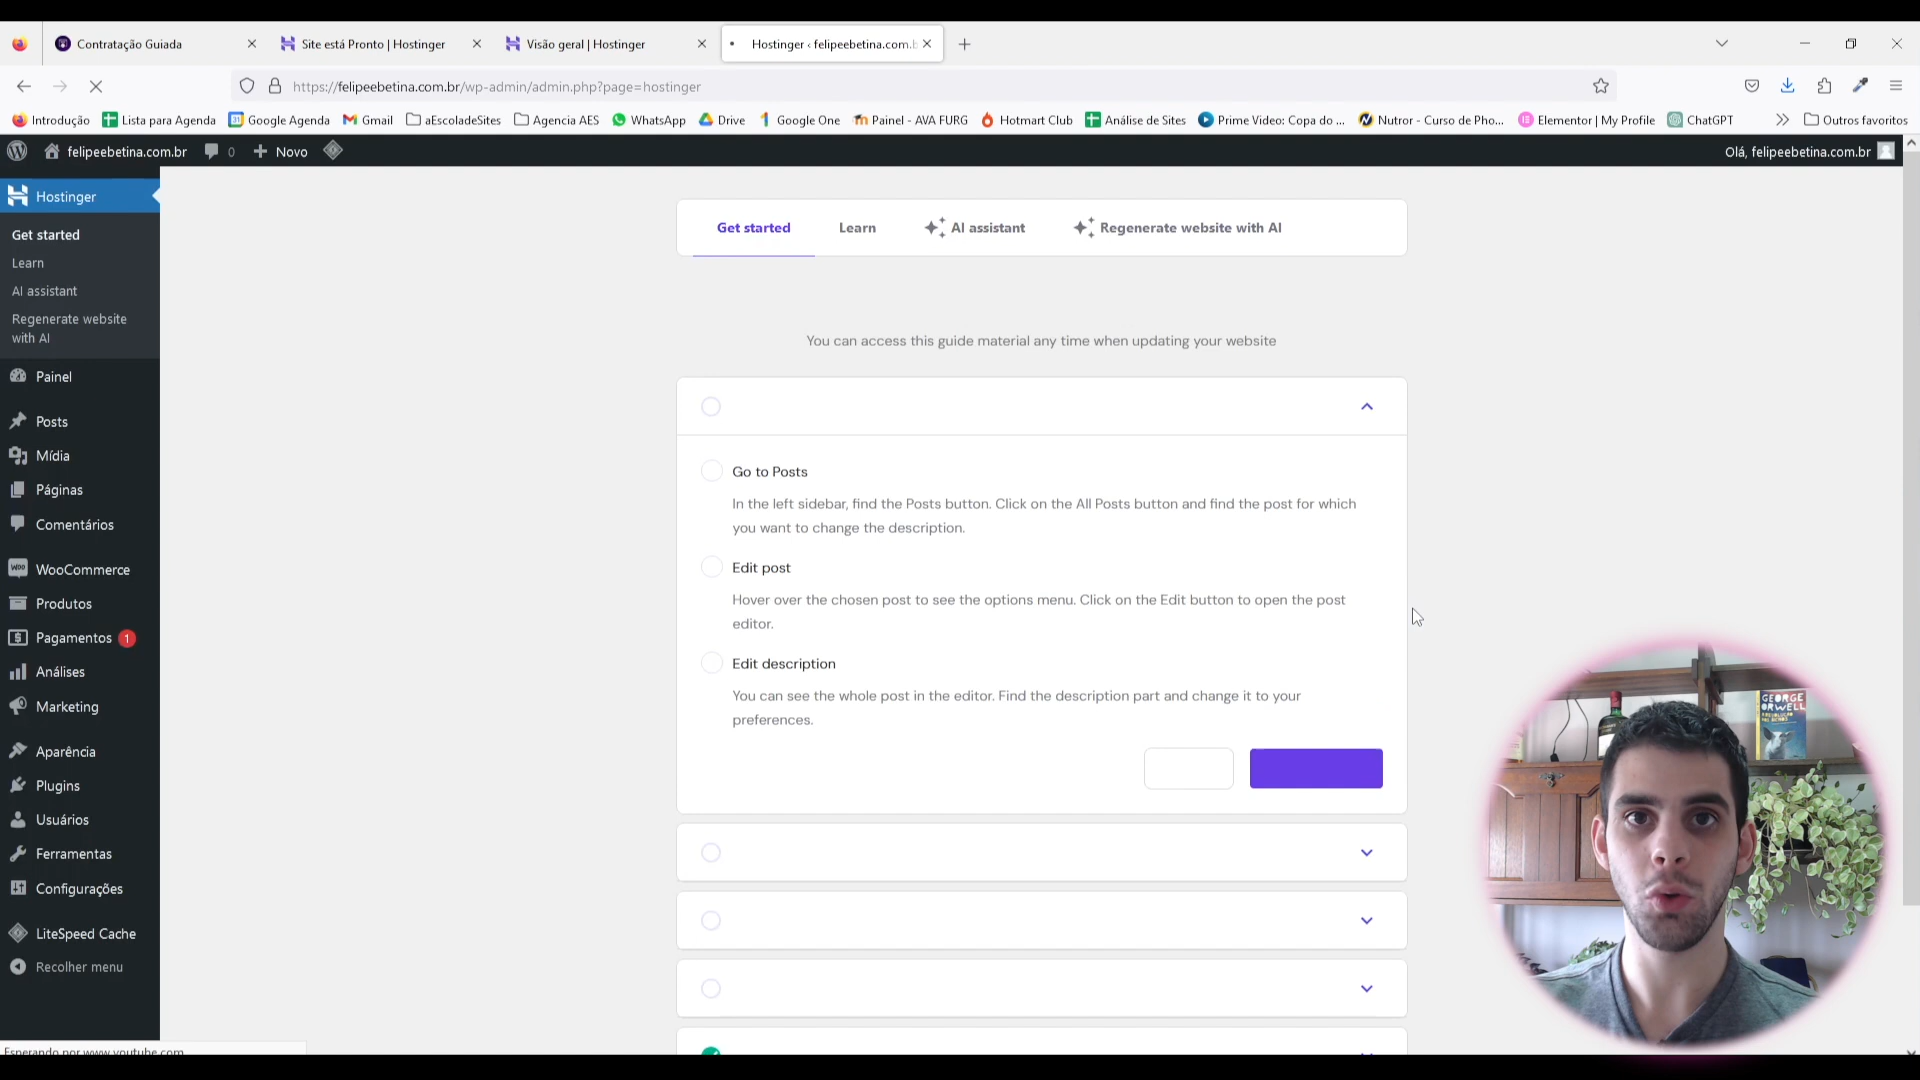 Contratação Guiada
Site está Pronto | Hostinger
Visão geral | Hostinger
Hostinger ‹ felipeebetina.com.b
https://felipeebetina.com.br/wp-admin/admin.php?page=hostinger
Introdução
Lista para Agenda
Google Agenda
Gmail
aEscoladeSites
Agencia AES
WhatsApp
Drive
Google One
Painel - AVA FURG
Hotmart Club
Análise de Sites
Prime Video: Copa do ...
Nutror - Curso de Pho...
Elementor | My Profile
ChatGPT
Outros favoritos
felipeebetina.com.br
0
Novo
Olá, felipeebetina.com.br
Hostinger
Get started
Learn
AI assistant
Regenerate website
with AI
Painel
Posts
Mídia
Páginas
Comentários
WooCommerce
Produtos
Pagamentos 1
Análises
Marketing
Aparência
Plugins
Usuários
Ferramentas
Configurações
LiteSpeed Cache
Recolher menu
Esperando por www.youtube.com...
Get started
Learn
AI assistant
Regenerate website with AI
You can access this guide material any time when updating your website
Go to Posts
In the left sidebar, find the Posts button. Click on the All Posts button and find the post for which
you want to change the description.
Edit post
Hover over the chosen post to see the options menu. Click on the Edit button to open the post
editor.
Edit description
You can see the whole post in the editor. Find the description part and change it to your
preferences.
GEORGE
ORWELL